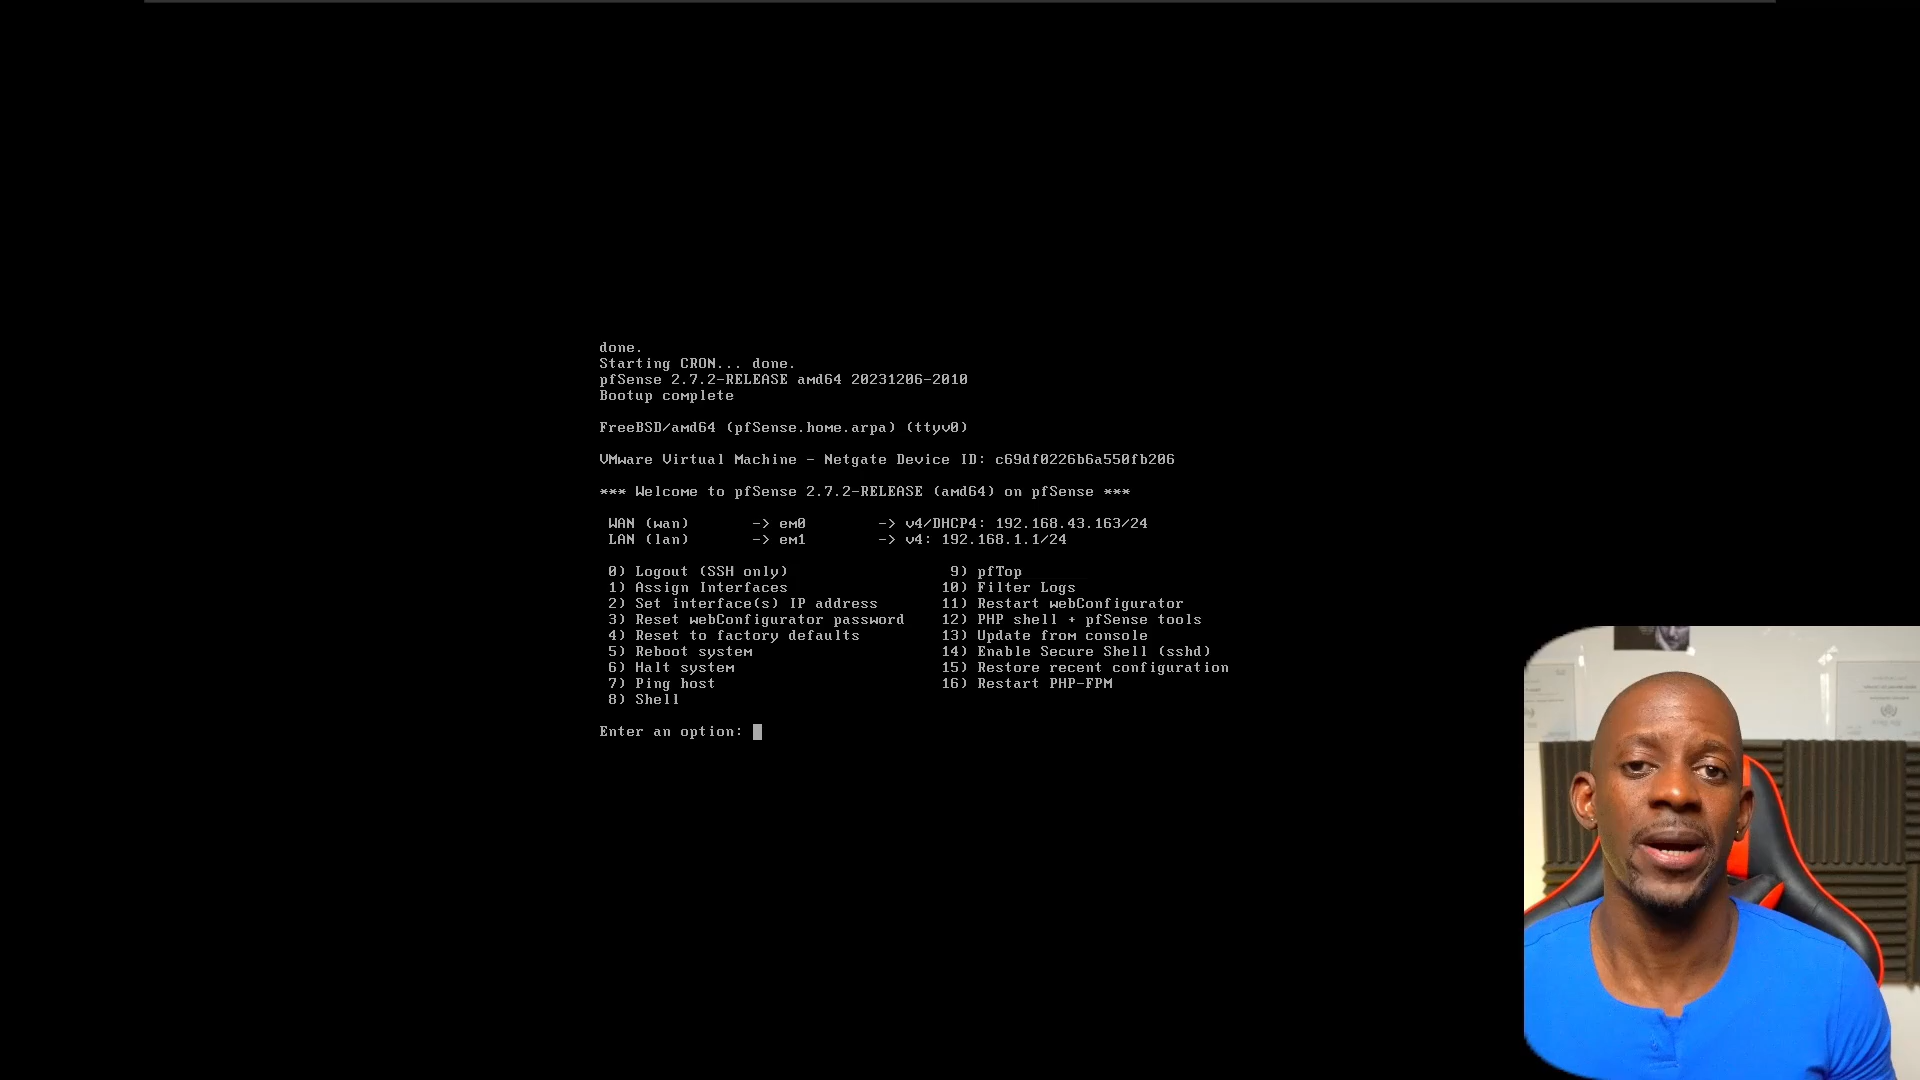 done.
Starting CRON... done.
pfSense 2.7.2-RELEASE amd64 20231206-2010
Bootup complete
FreeBSD/amd64 (pfSense.home.arpa) (ttyv0)
VMware Virtual Machine - Netgate Device ID: c69df0226b6a550fb206
*** Welcome to pfSense 2.7.2-RELEASE (amd64) on pfSense ***
WAN (wan) -> em0 -> v4/DHCP4: 192.168.43.163/24
LAN (lan) -> em1 -> v4: 192.168.1.1/24
0) Logout (SSH only) 9) pfTop
1) Assign Interfaces 10) Filter Logs
2) Set interface(s) IP address 11) Restart webConfigurator
3) Reset webConfigurator password 12) PHP shell + pfSense tools
4) Reset to factory defaults 13) Update from console
5) Reboot system 14) Enable Secure Shell (sshd)
6) Halt system 15) Restore recent configuration
7) Ping host 16) Restart PHP-FPM
8) Shell
Enter an option: